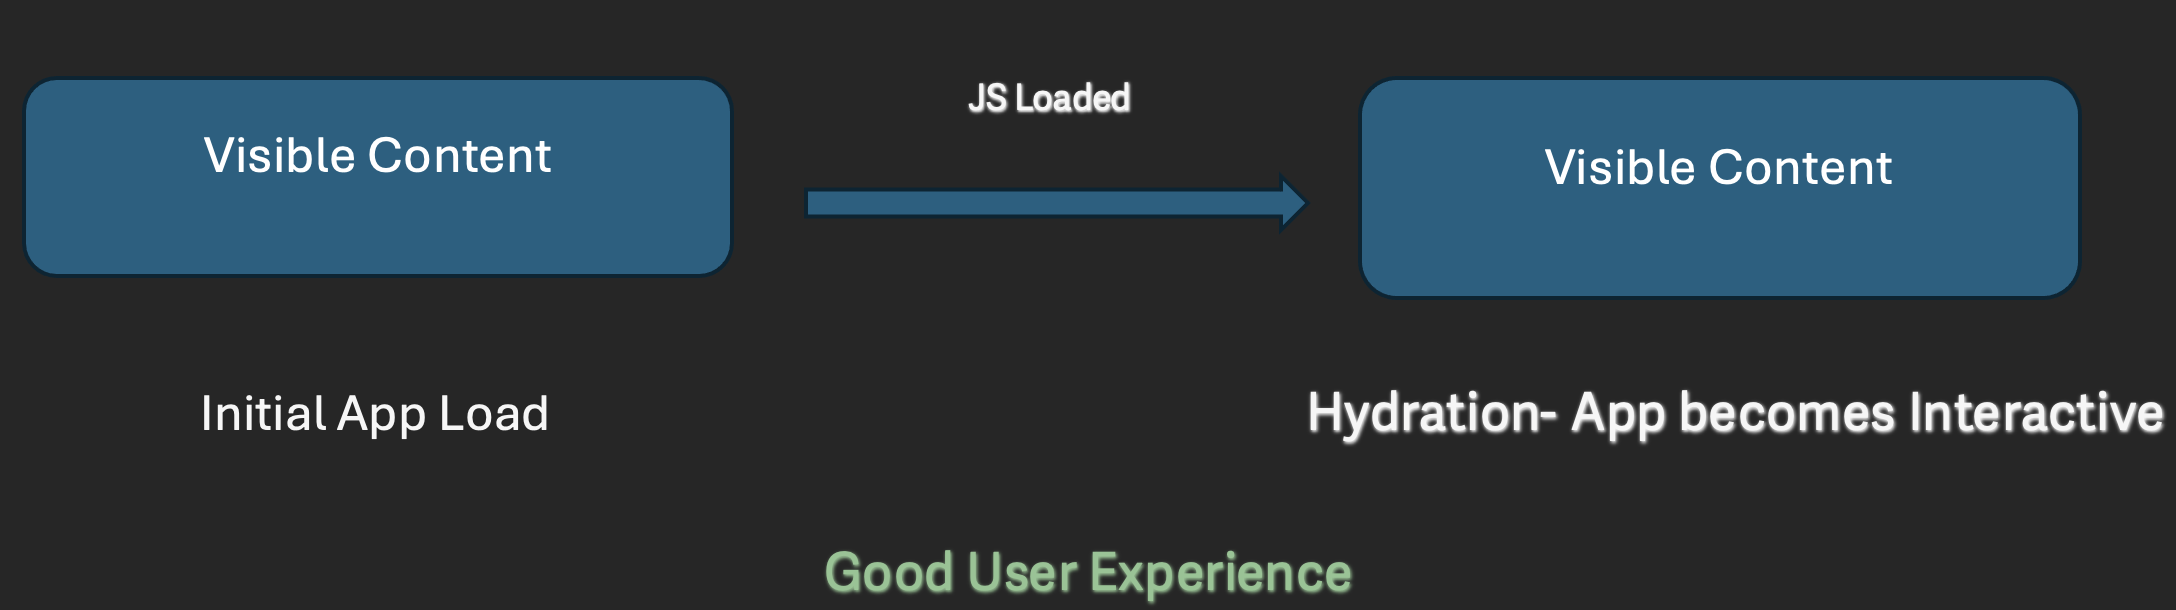 JS Loaded
Visible Content
Visible Content
Initial App Load
Hydration- App becomes Interactive
Good User Experience